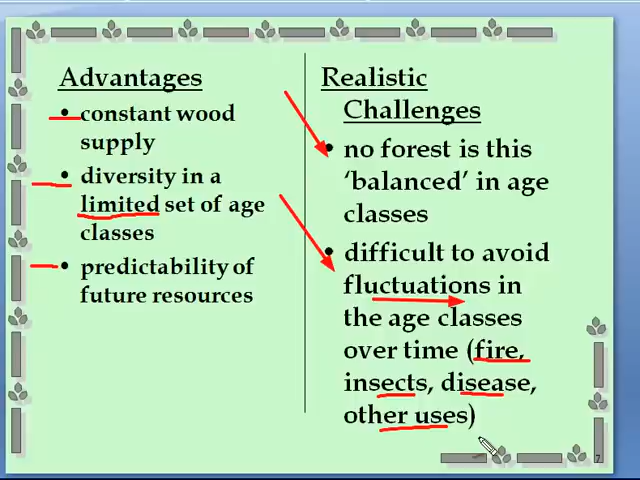 Advantages
• constant wood
supply
• diversity in a
limited set of age
classes
• predictability of
future resources
Realistic
Challenges
• no forest is this
‘balanced’ in age
classes
• difficult to avoid
fluctuations in
the age classes
over time (fire,
insects, disease,
other uses)
7